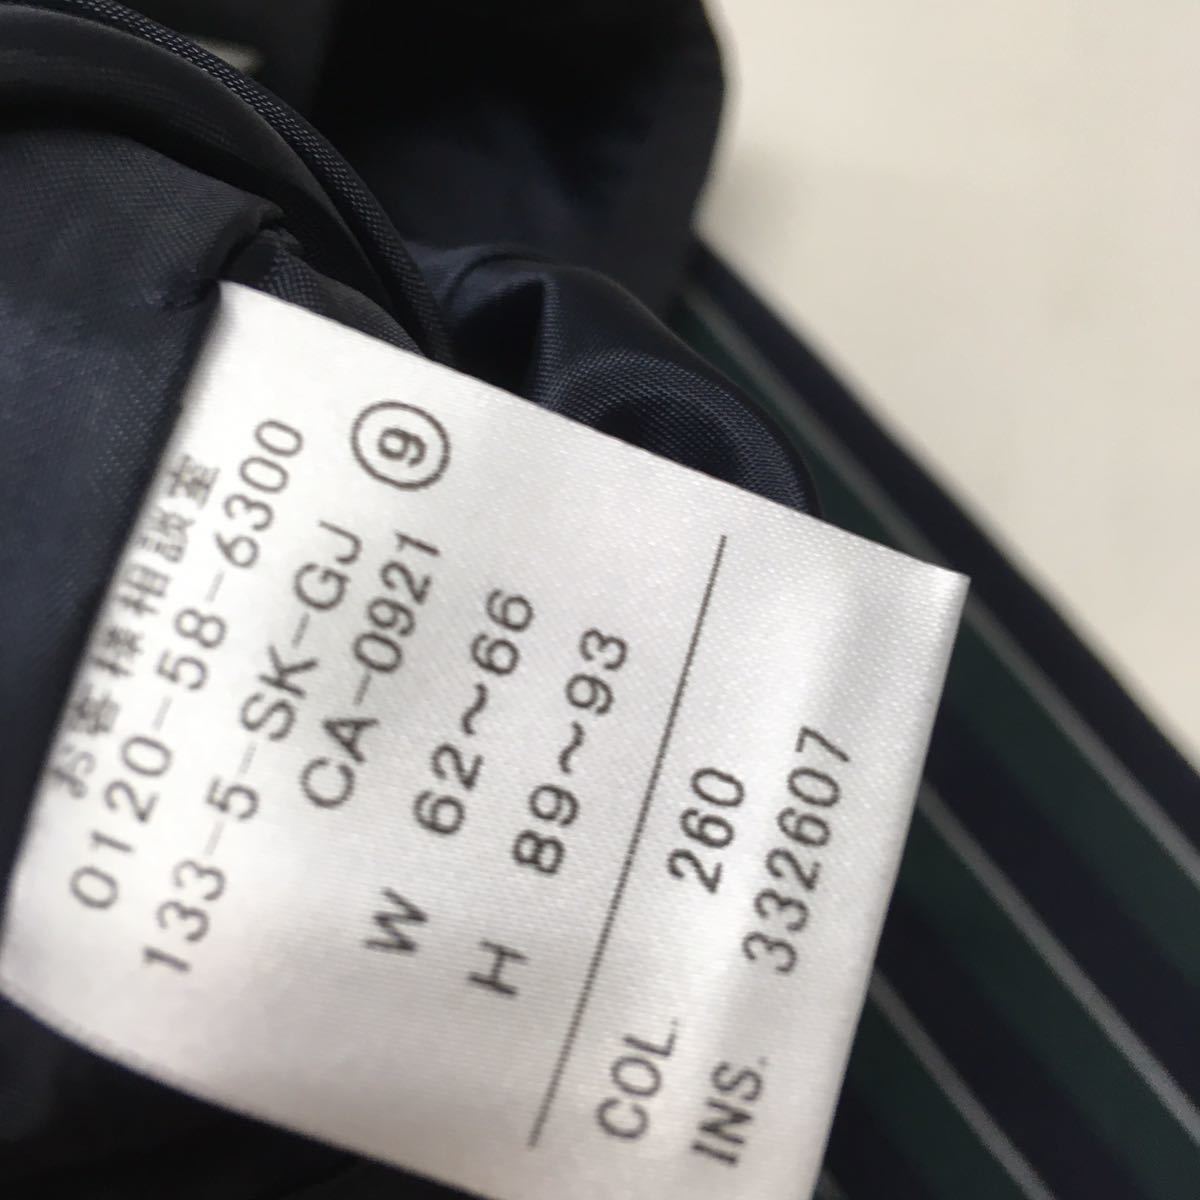 お客様相談室
0120-58-6300
133-5-SK-GJ
CA-0921 ⑨
W 62~66
H 89~93
COL. 260
INS. 332607